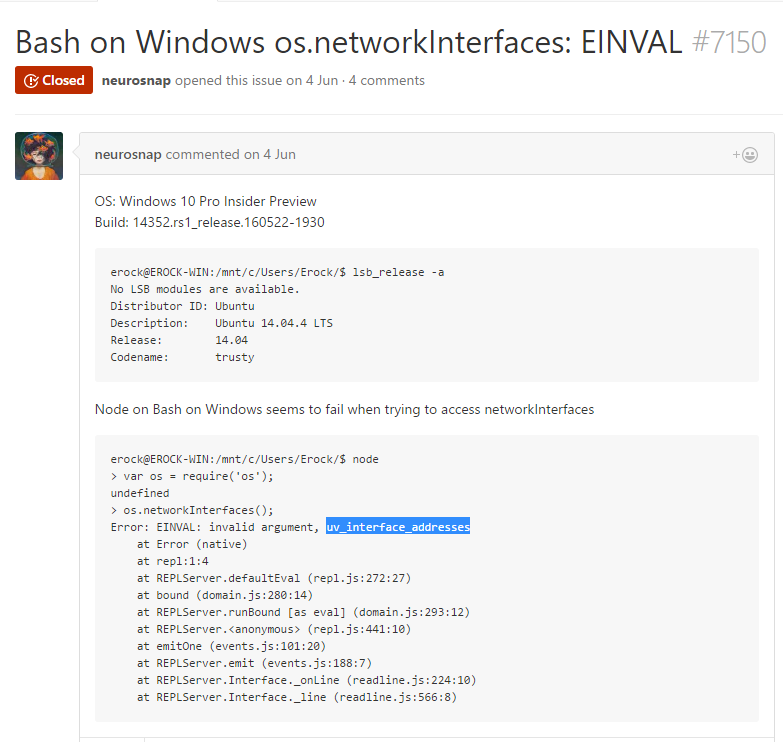 Bash on Windows os.networkInterfaces: EINVAL #7150
Closed neurosnap opened this issue on 4 Jun · 4 comments
neurosnap commented on 4 Jun
OS: Windows 10 Pro Insider Preview
Build: 14352.rs1_release.160522-1930
erock@EROCK-WIN:/mnt/c/Users/Erock/$ lsb_release -a
No LSB modules are available.
Distributor ID: Ubuntu
Description:    Ubuntu 14.04.4 LTS
Release:        14.04
Codename:       trusty
Node on Bash on Windows seems to fail when trying to access networkInterfaces
erock@EROCK-WIN:/mnt/c/Users/Erock/$ node
> var os = require('os');
undefined
> os.networkInterfaces();
Error: EINVAL: invalid argument, uv_interface_addresses
    at Error (native)
    at repl:1:4
    at REPLServer.defaultEval (repl.js:272:27)
    at bound (domain.js:280:14)
    at REPLServer.runBound [as eval] (domain.js:293:12)
    at REPLServer.<anonymous> (repl.js:441:10)
    at emitOne (events.js:101:20)
    at REPLServer.emit (events.js:188:7)
    at REPLServer.Interface._onLine (readline.js:224:10)
    at REPLServer.Interface._line (readline.js:566:8)